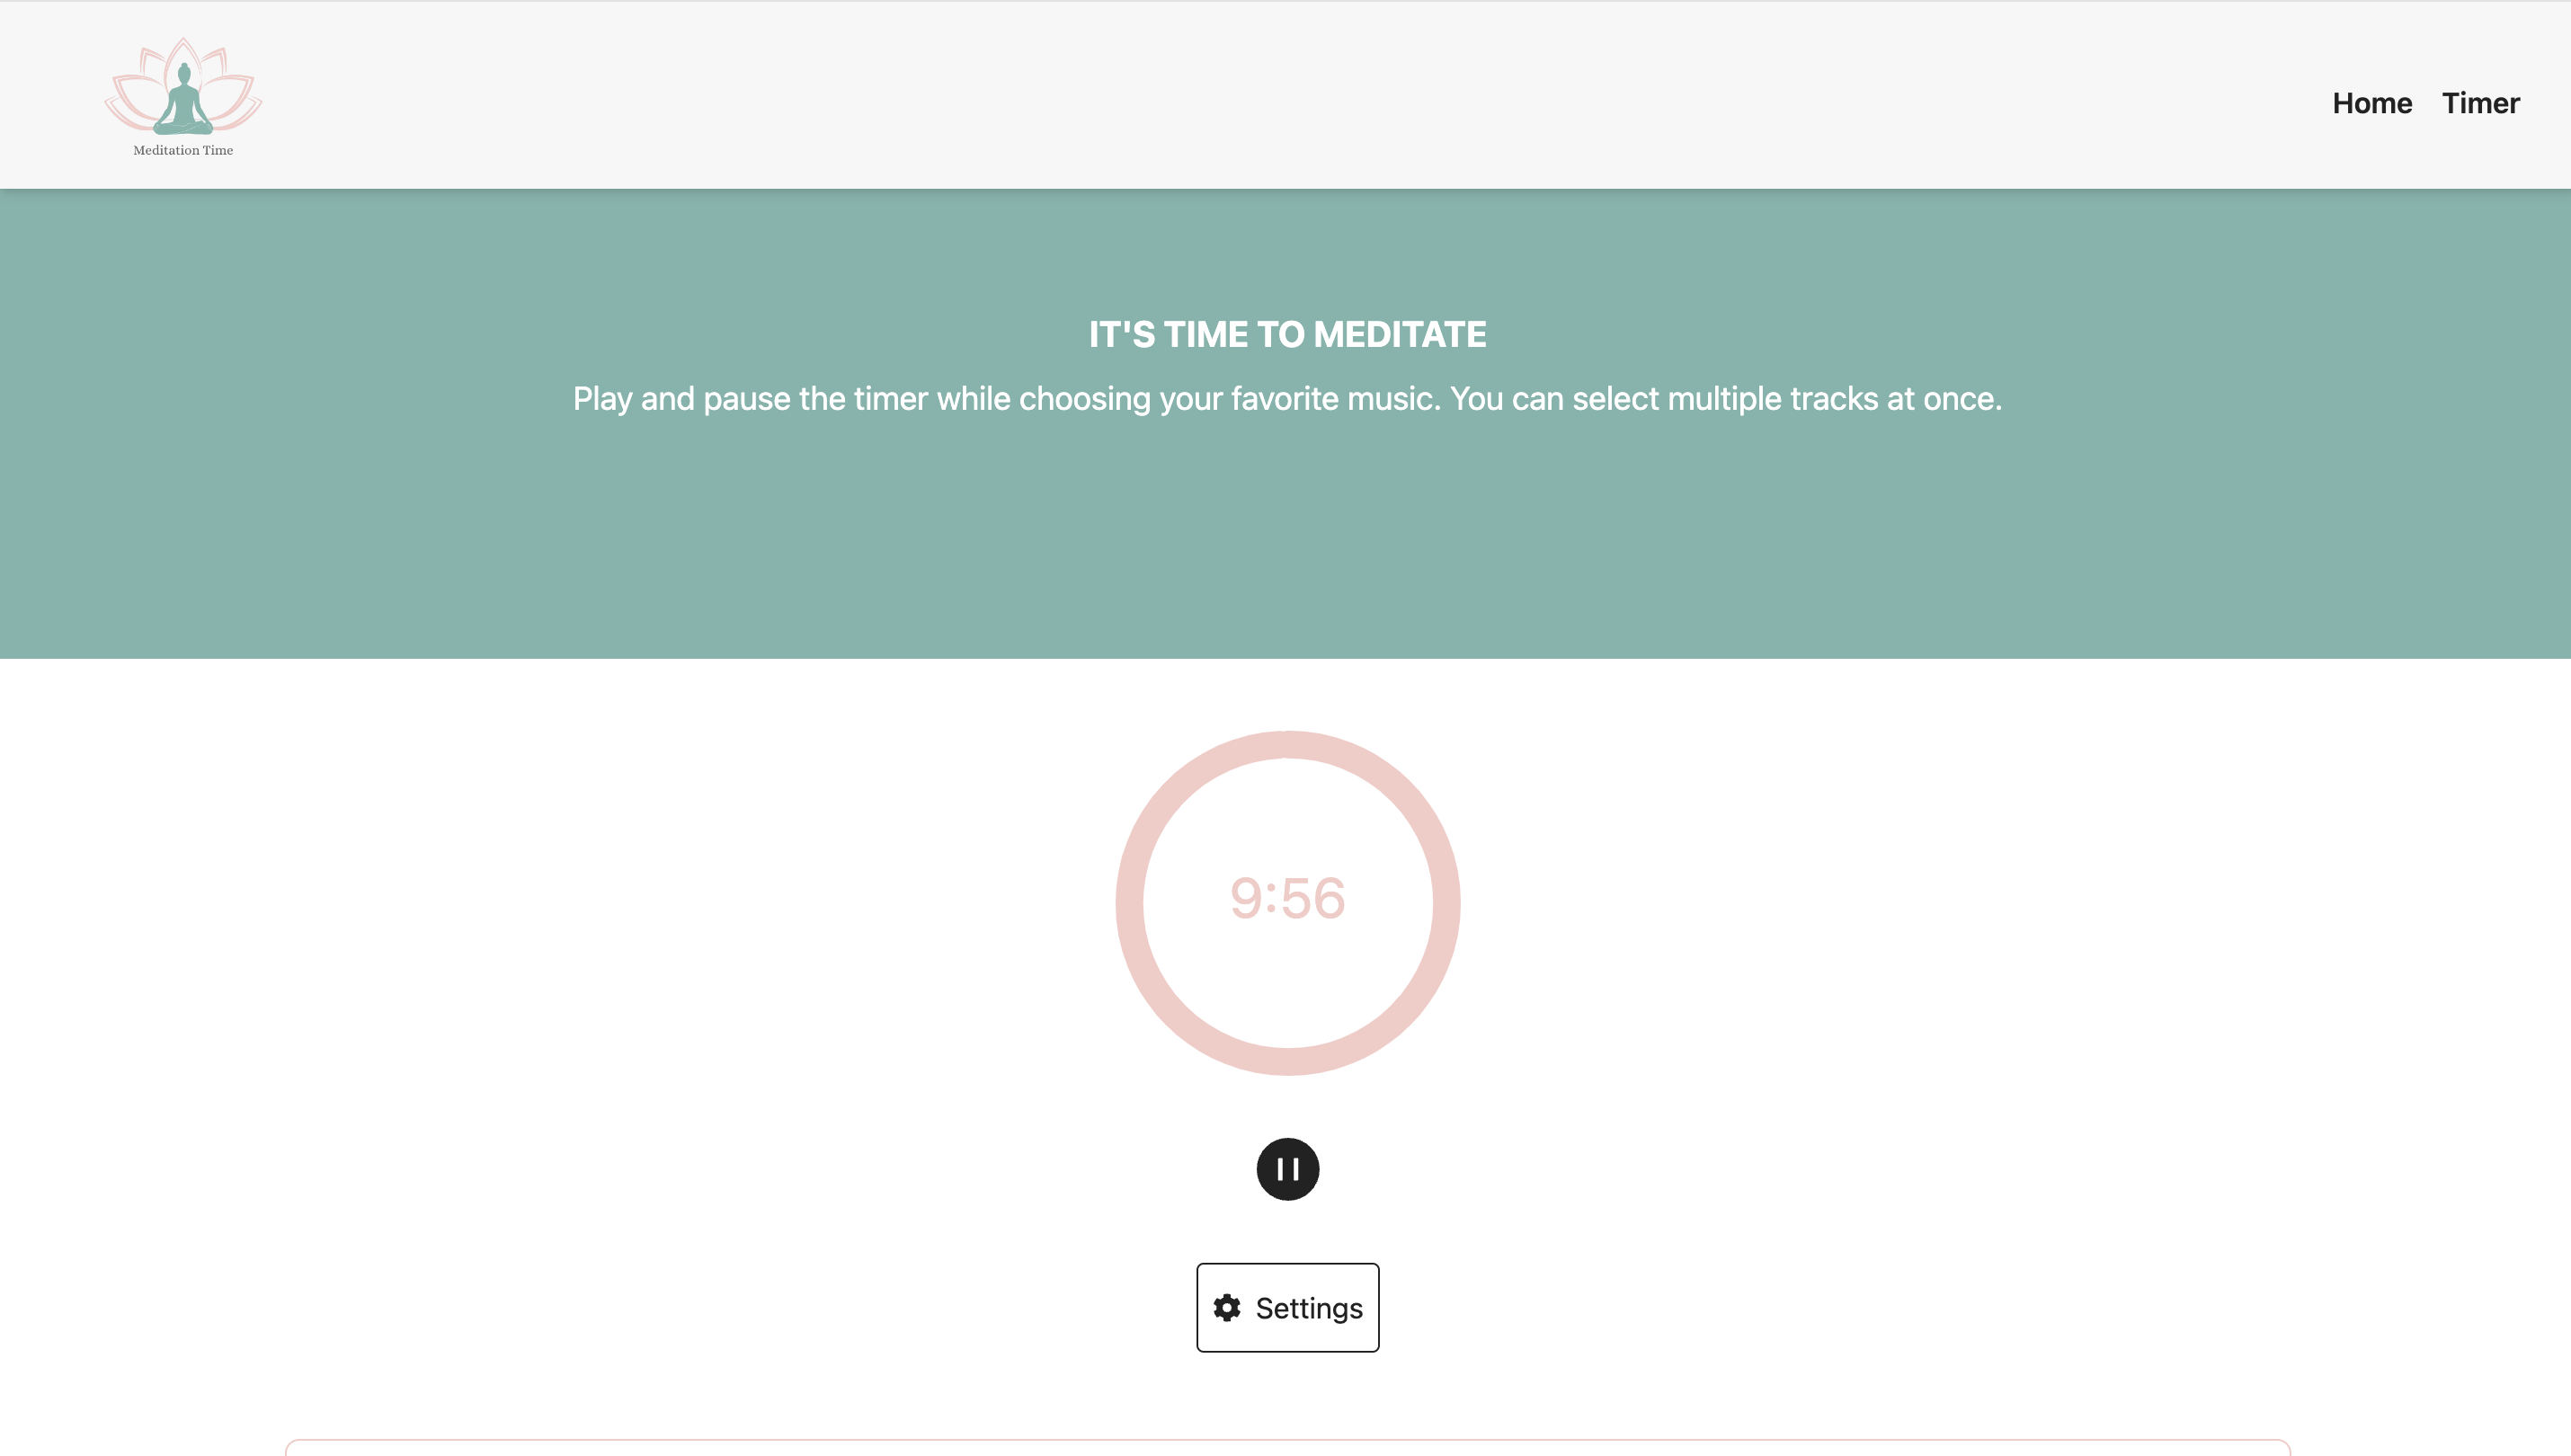 Meditation Time
Home Timer
IT'S TIME TO MEDITATE
Play and pause the timer while choosing your favorite music. You can select multiple tracks at once.
9:56
Settings